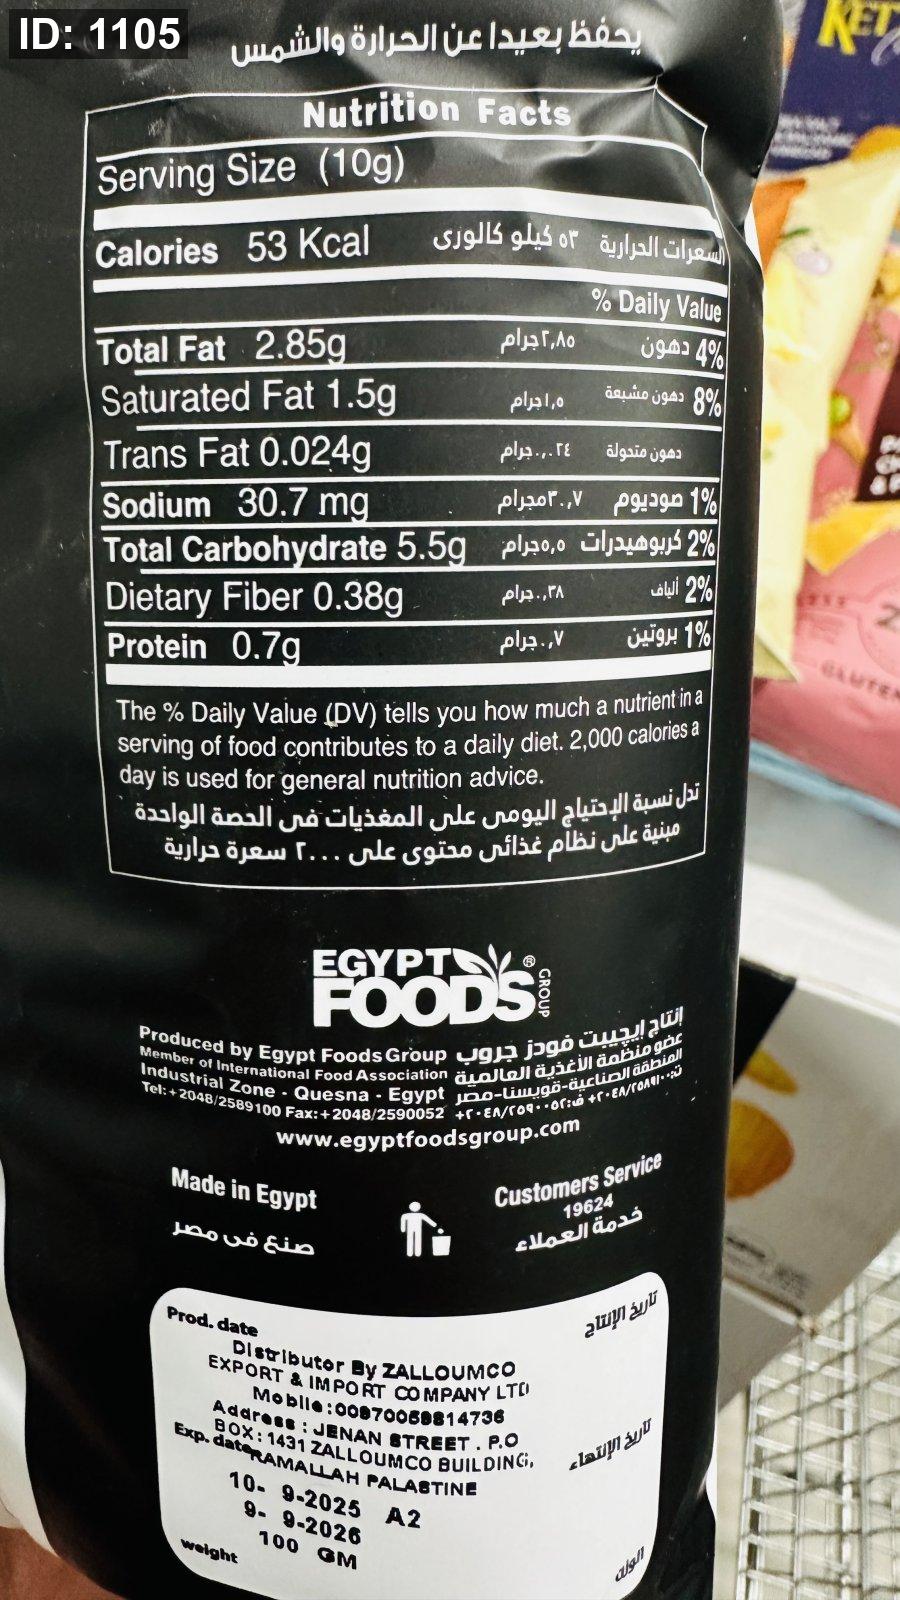 ID: 1105
يحفظ بعيدا عن الحرارة والشمس
KET
Nutrition Facts
Serving Size (10g)
Calories 53 Kcal ٥٣ كيلو كالورى السعرات الحرارية
% Daily Value
Total Fat 2.85g ٢,٨٥جرام دهون 4%
Saturated Fat 1.5g ١,٥جرام دهون مشبعة 8%
Trans Fat 0.024g ٠,٠٢٤جرام دهون متحولة
Sodium 30.7 mg ٣٠,٧مجرام صوديوم 1%
Total Carbohydrate 5.5g ٥,٥جرام كربوهيدرات 2%
Dietary Fiber 0.38g ٠,٣٨جرام ألياف 2%
Protein 0.7g ٠,٧جرام بروتين 1%
The % Daily Value (DV) tells you how much a nutrient in a
serving of food contributes to a daily diet. 2,000 calories a
day is used for general nutrition advice.
تدل نسبة الإحتياج اليومى على المغذيات فى الحصة الواحدة
مبنية على نظام غذائى محتوى على ٢٠٠٠ سعرة حرارية
EGYPT
FOODS®
GROUP
Produced by Egypt Foods Group إنتاج إيجيبت فودز جروب
Member of International Food Association عضو منظمة الأغذية العالمية
Industrial Zone - Quesna - Egypt المنطقة الصناعية-قويسنا-مصر
Tel:+2048/2589100 Fax:+2048/2590052 ت:٢٠٤٨/٢٥٨٩١٠٠+ ف:٢٠٤٨/٢٥٩٠٠٥٢+
www.egyptfoodsgroup.com
Made in Egypt
صنع فى مصر
Customers Service
19624
خدمة العملاء
Prod. date تاريخ الإنتاج
Distributor By ZALLOUMCO
EXPORT & IMPORT COMPANY LTD
Mobile:00970059814736
Address : JENAN STREET . P.O
BOX: 1431 ZALLOUMCO BUILDING,
Exp. date تاريخ الإنتهاء
RAMALLAH PALASTINE
10- 9-2025 A2
9- 9-2026
100 GM
weight الوزن